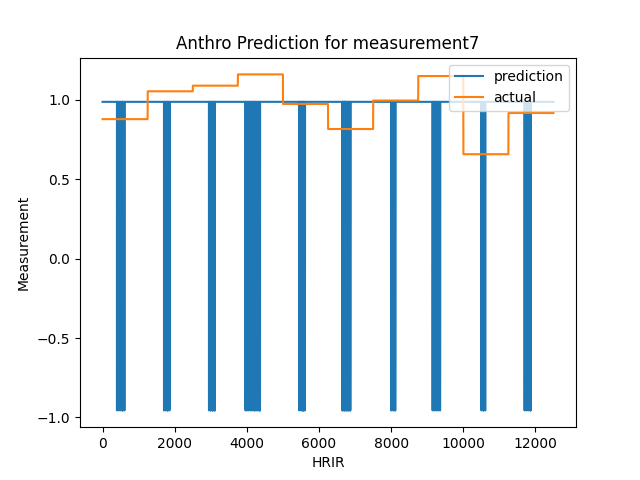 Anthro Prediction for measurement7
prediction
actual
1.0
0.5
0.0
−0.5
−1.0
Measurement
0 2000 4000 6000 8000 10000 12000
HRIR